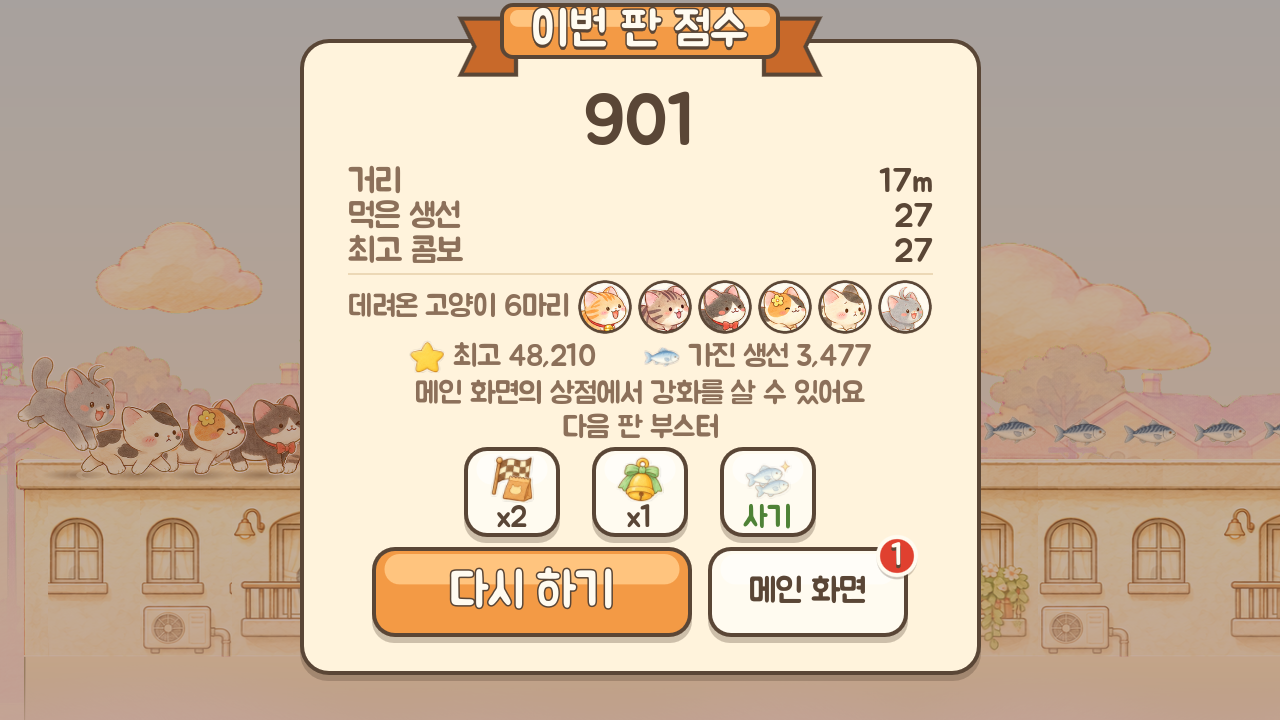 이번 판 점수
901
거리 17m
먹은 생선 27
최고 콤보 27
데려온 고양이 6마리
최고 48,210 가진 생선 3,477
메인 화면의 상점에서 강화를 살 수 있어요
다음 판 부스터
x2 x1 사기
다시 하기 메인 화면 1